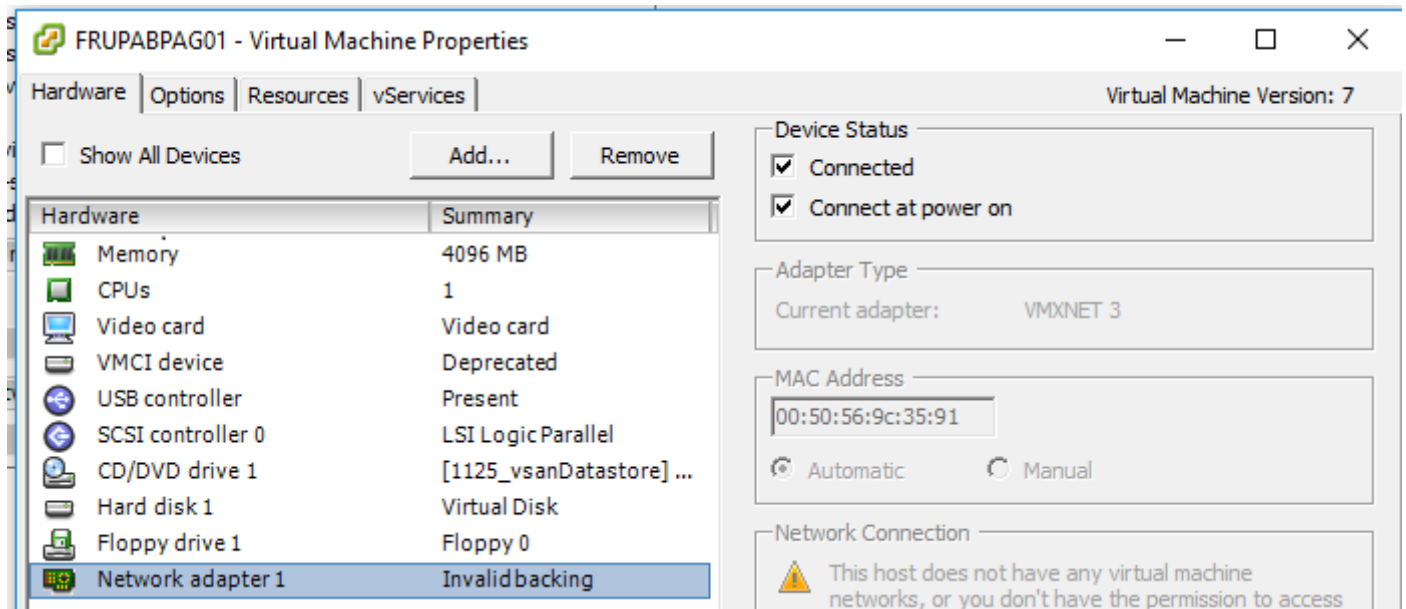 FRUPABPAG01 - Virtual Machine Properties
Hardware Options Resources vServices
Virtual Machine Version: 7
Show All Devices
Add...
Remove
Hardware Summary
Memory 4096 MB
CPUs 1
Video card Video card
VMCI device Deprecated
USB controller Present
SCSI controller 0 LSI Logic Parallel
CD/DVD drive 1 [1125_vsanDatastore] ...
Hard disk 1 Virtual Disk
Floppy drive 1 Floppy 0
Network adapter 1 Invalid backing
Device Status
Connected
Connect at power on
Adapter Type
Current adapter: VMXNET 3
MAC Address
00:50:56:9c:35:91
Automatic Manual
Network Connection
This host does not have any virtual machine
networks, or you don't have the permission to access